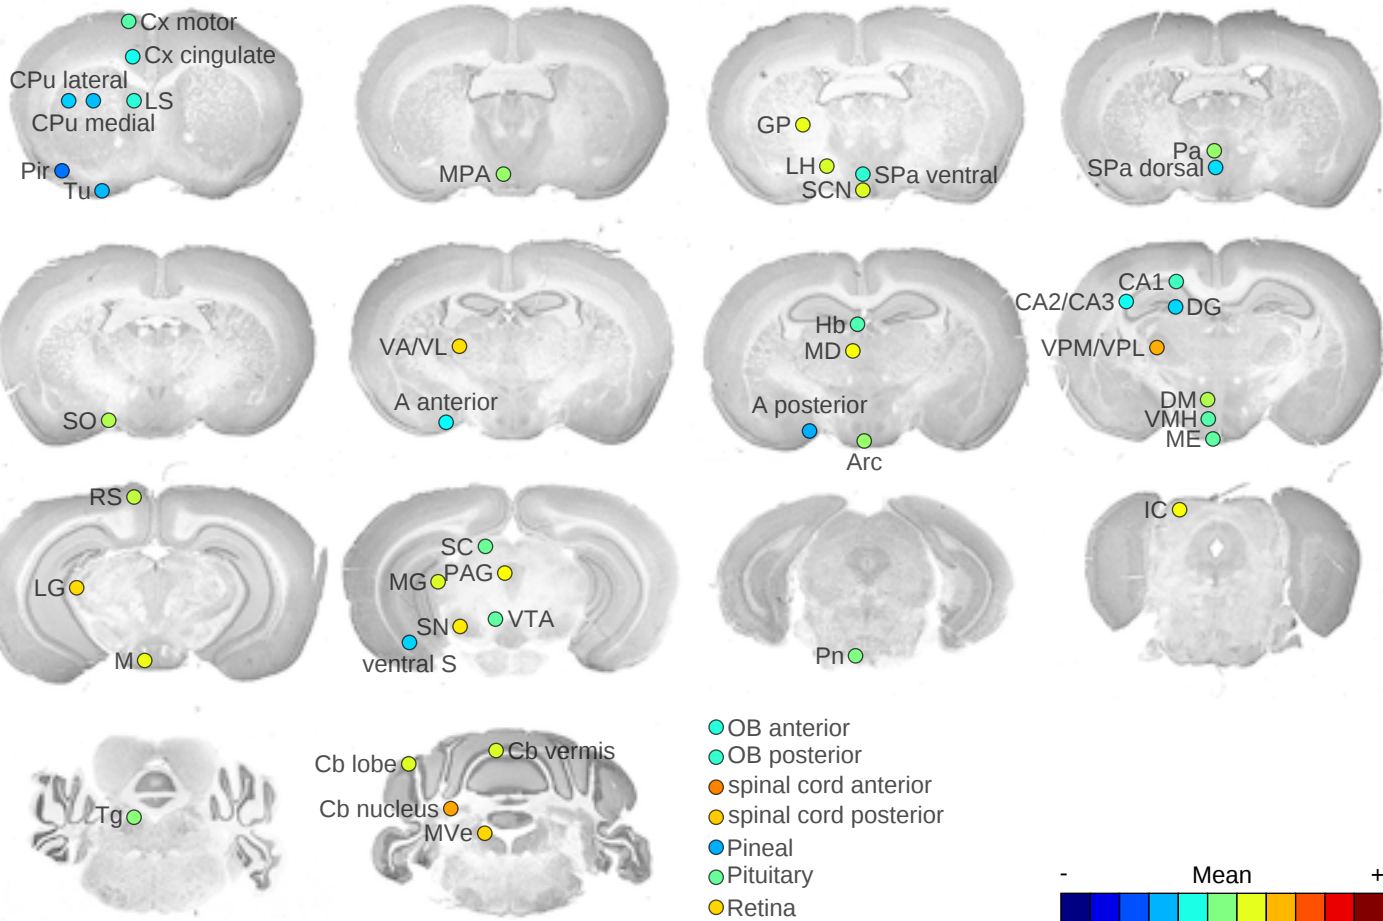 Cx motor
Cx cingulate
CPu lateral
LS
CPu medial
Pir
Tu
MPA
GP
LH
SPa ventral
SCN
Pa
SPa dorsal
SO
VA/VL
A anterior
Hb
MD
A posterior
Arc
CA1
CA2/CA3
DG
VPM/VPL
DM
VMH
ME
RS
LG
M
SC
MG
PAG
SN
VTA
ventral S
Pn
IC
Tg
Cb lobe
Cb vermis
Cb nucleus
MVe
OB anterior
OB posterior
spinal cord anterior
spinal cord posterior
Pineal
Pituitary
Retina
- Mean +